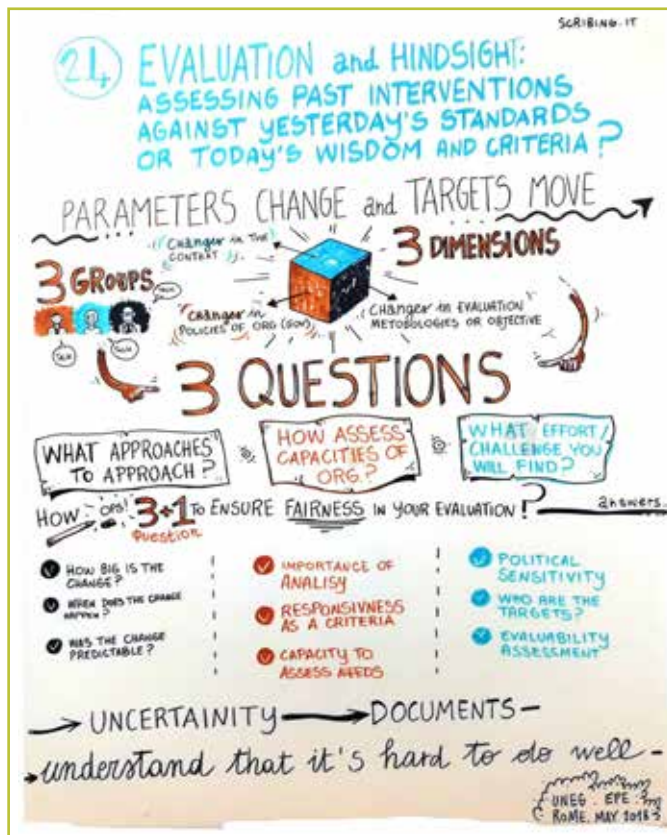 SCRIBING.IT
24 EVALUATION and HINDSIGHT:
ASSESSING PAST INTERVENTIONS
AGAINST YESTERDAY'S STANDARDS
OR TODAY'S WISDOM AND CRITERIA?
PARAMETERS CHANGE and TARGETS MOVE
3 GROUPS
TALK
TALK
TALK
Changer in THE
CONTEXT
3 DIMENSIONS
Changer in
POLICIES OF ORG (GOV)
Changer in EVALUATION
METODOLOGIES OR OBJECTIVE
3 QUESTIONS
WHAT APPROACHES
TO APPROACH?
HOW ASSESS
CAPACITIES OF
ORG.?
WHAT EFFORT/
CHALLENGE YOU
WILL FIND?
HOW OPS! 3+1 TO ENSURE FAIRNESS IN YOUR EVALUATION? answers
Question
HOW BIG IS THE
CHANGE?
WHEN DOES THE CHANGE
HAPPEN?
WAS THE CHANGE
PREDICTABLE?
IMPORTANCE OF
ANALISY
RESPONSIVNESS
AS A CRITERIA
CAPACITY TO
ASSESS NEEDS
POLITICAL
SENSITIVITY
WHO ARE THE
TARGETS?
EVALUABILITY
ASSESSMENT
UNCERTAINITY DOCUMENTS
understand that it's hard to do well
UNEG. EPE.
ROME. MAY 2018